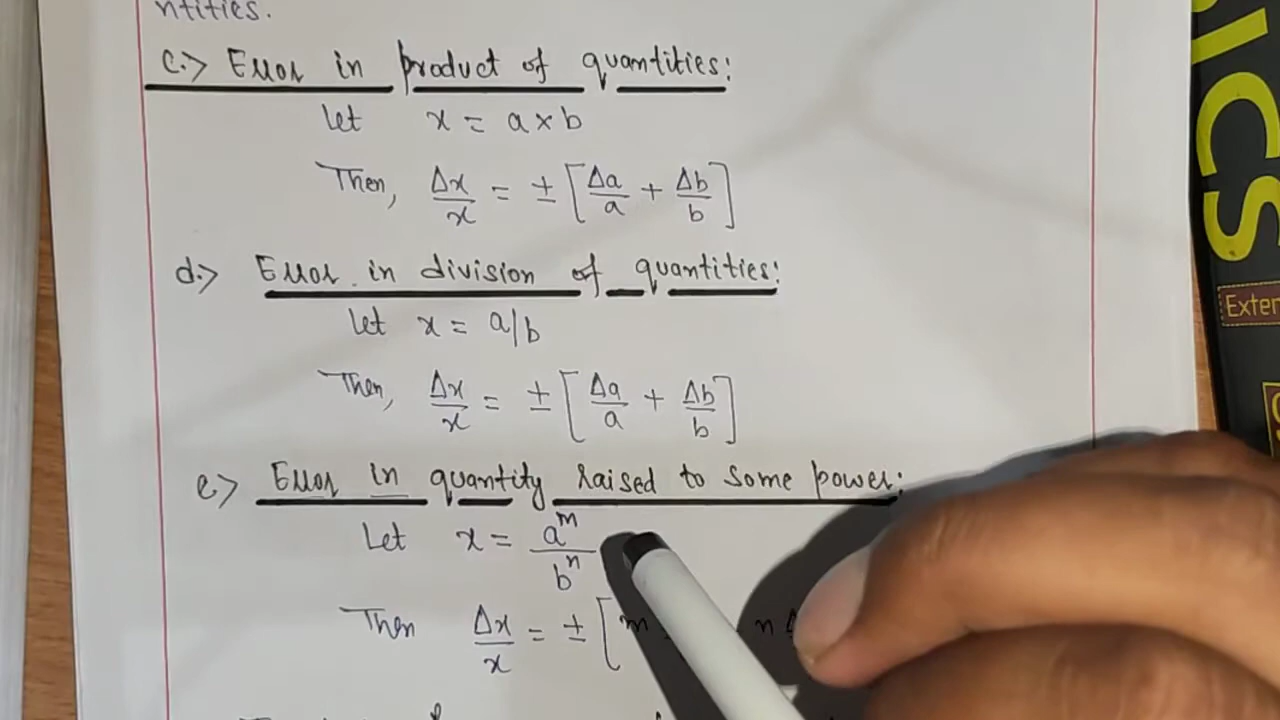 ntities.
c.> Error in product of quantities:
Let x = a × b
Then, Δx/x = ± [Δa/a + Δb/b]
d.> Error in division of quantities:
Let x = a/b
Then, Δx/x = ± [Δa/a + Δb/b]
e> Error in quantity raised to some power:
Let x = a^m/b^n
Then Δx/x = ± [m n Δ
ICS
Exter